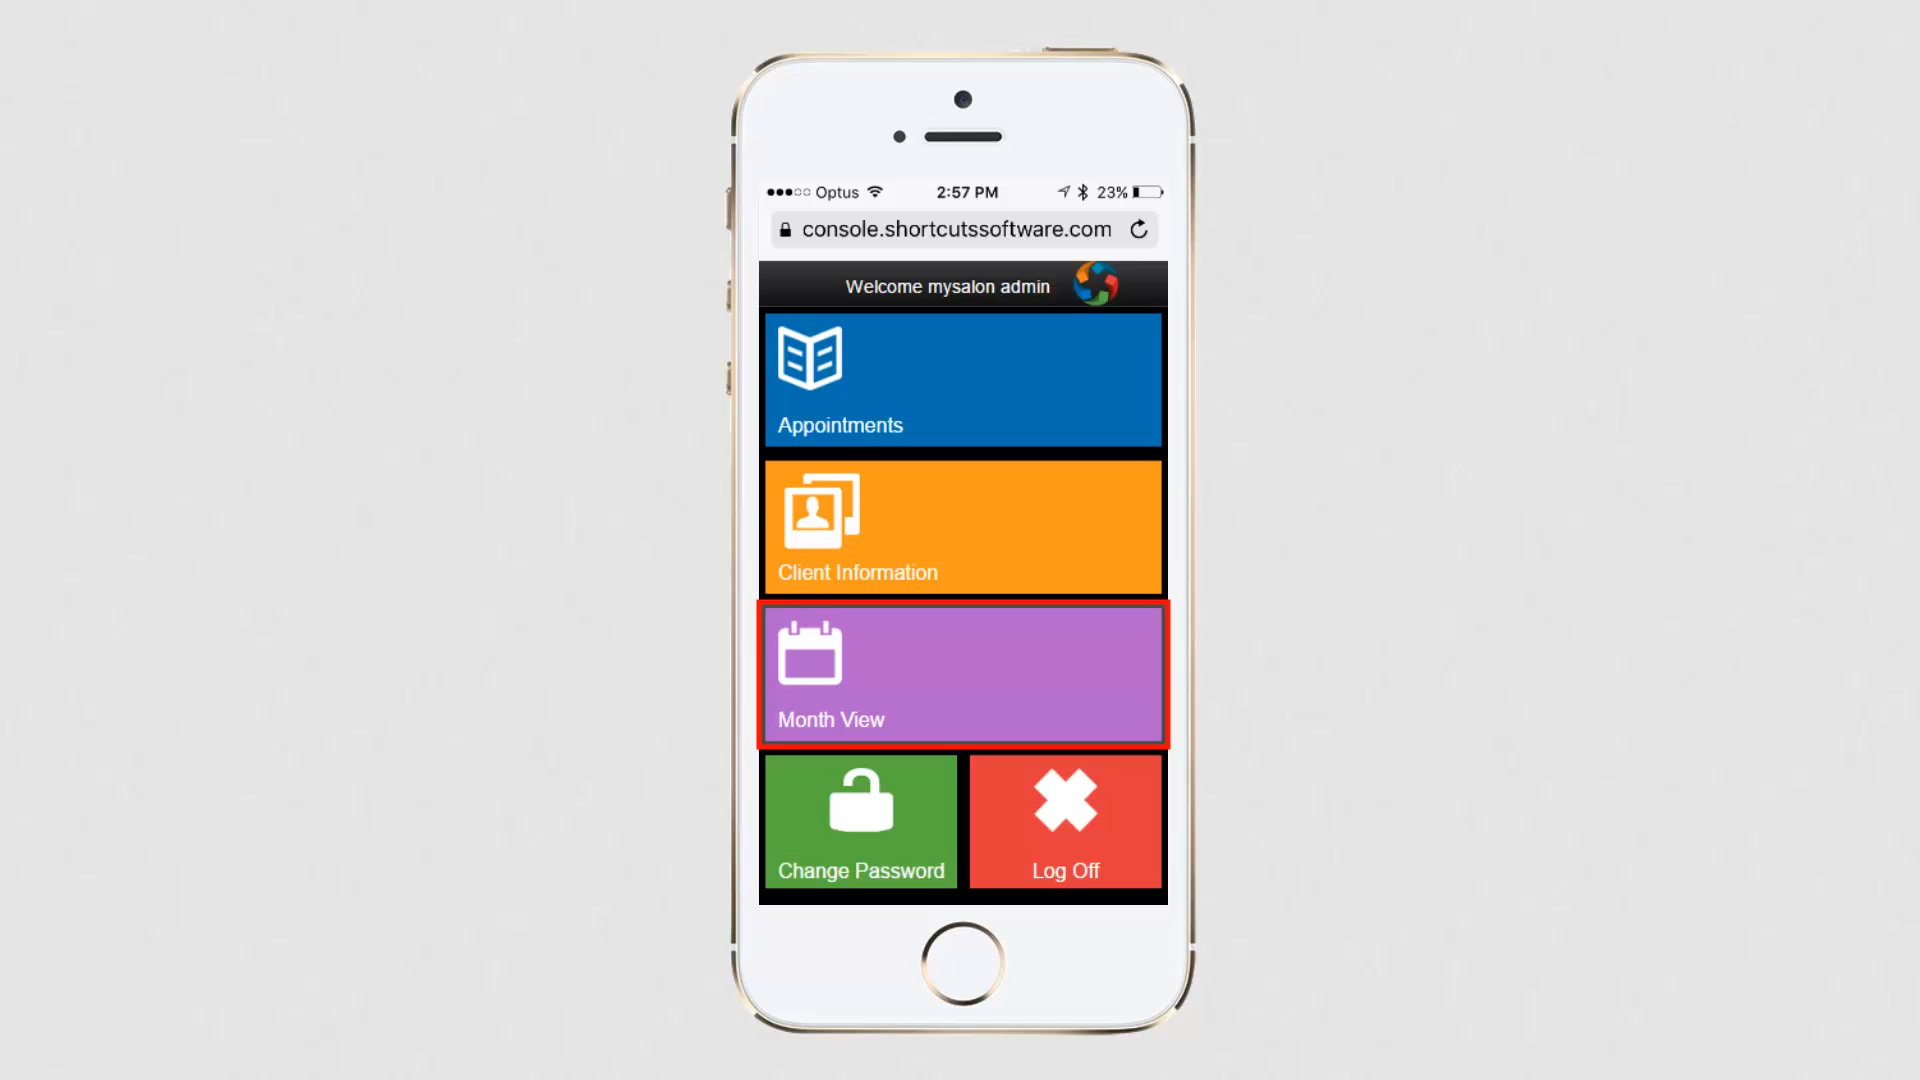 Optus 2:57 PM 23%
console.shortcutssoftware.com
Welcome mysalon admin
Appointments
Client Information
Month View
Change Password Log Off